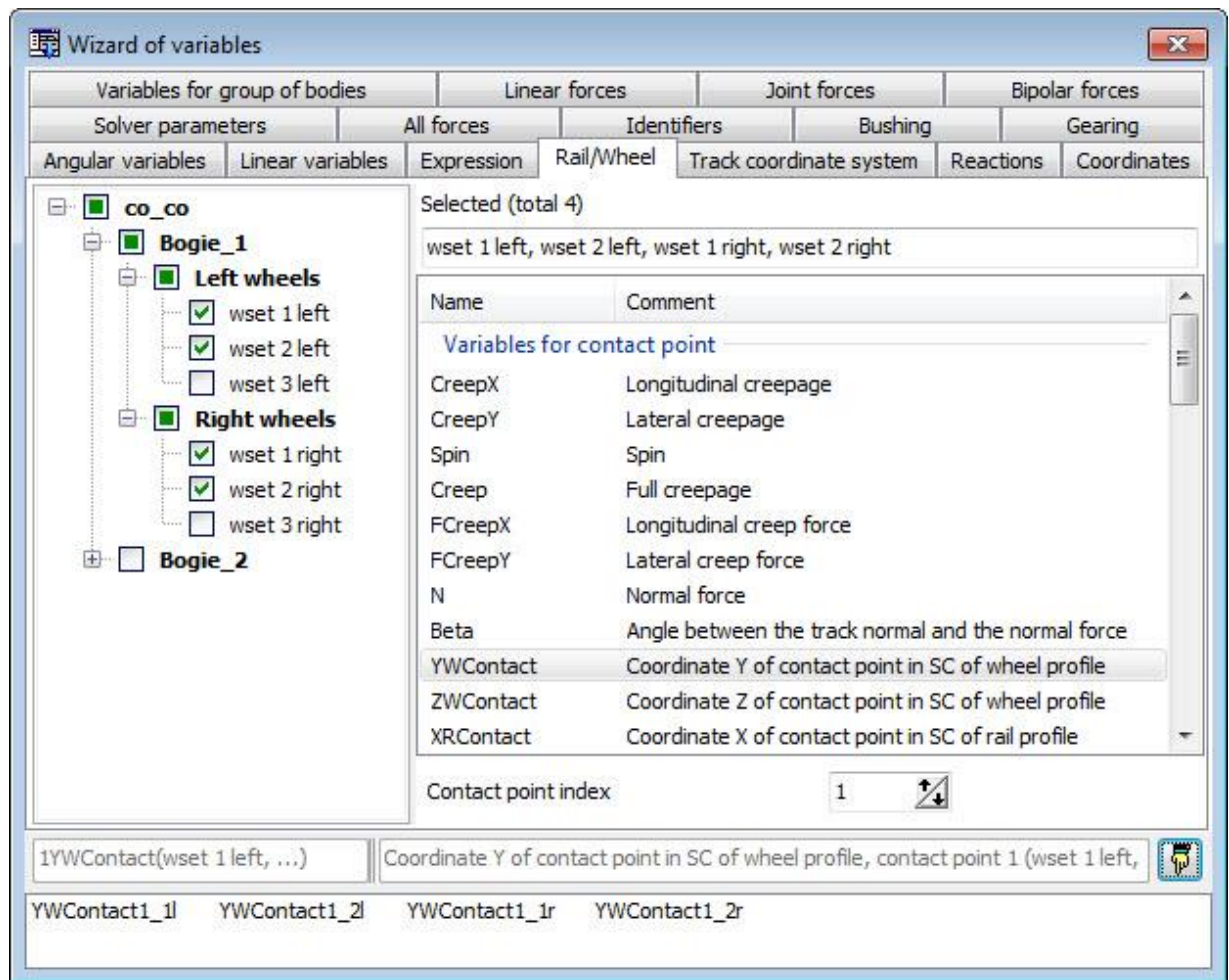 Wizard of variables
Variables for group of bodies Linear forces Joint forces Bipolar forces
Solver parameters All forces Identifiers Bushing Gearing
Angular variables Linear variables Expression Rail/Wheel Track coordinate system Reactions Coordinates
co_co
Bogie_1
Left wheels
wset 1 left
wset 2 left
wset 3 left
Right wheels
wset 1 right
wset 2 right
wset 3 right
Bogie_2
Selected (total 4)
wset 1 left, wset 2 left, wset 1 right, wset 2 right
Name Comment
Variables for contact point
CreepX Longitudinal creepage
CreepY Lateral creepage
Spin Spin
Creep Full creepage
FCreepX Longitudinal creep force
FCreepY Lateral creep force
N Normal force
Beta Angle between the track normal and the normal force
YWContact Coordinate Y of contact point in SC of wheel profile
ZWContact Coordinate Z of contact point in SC of wheel profile
XRContact Coordinate X of contact point in SC of rail profile
Contact point index 1
1YWContact(wset 1 left, ...) Coordinate Y of contact point in SC of wheel profile, contact point 1 (wset 1 left,
YWContact1_1l YWContact1_2l YWContact1_1r YWContact1_2r